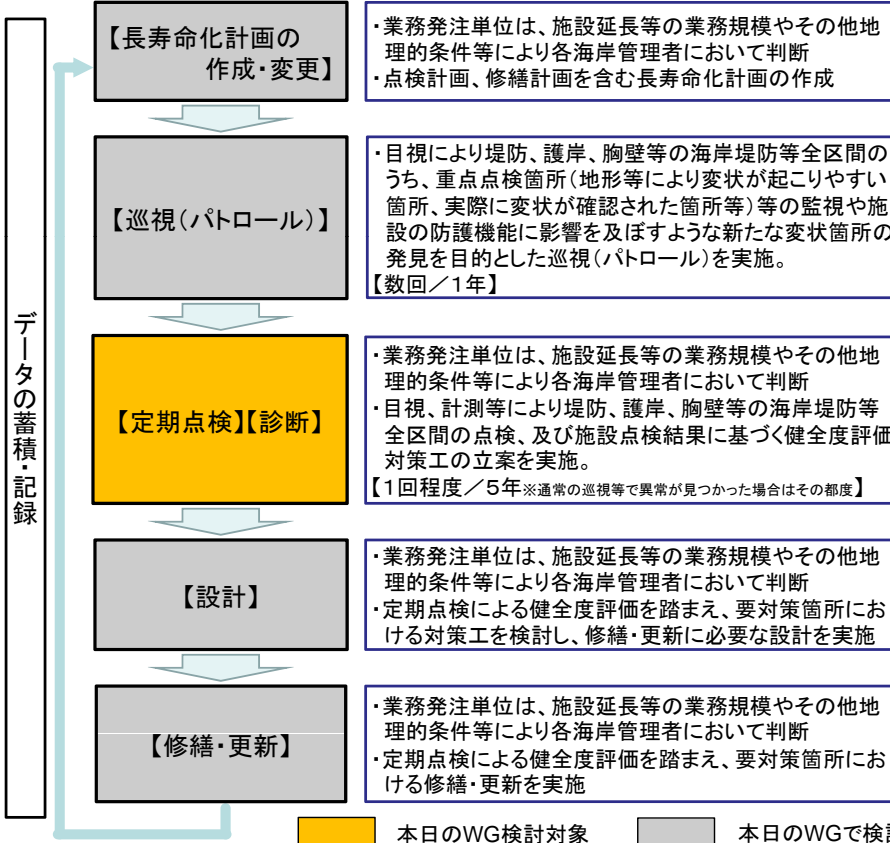 データの蓄積・記録
【長寿命化計画の
作成・変更】
・業務発注単位は、施設延長等の業務規模やその他地
理的条件等により各海岸管理者において判断
・点検計画、修繕計画を含む長寿命化計画の作成
【巡視(パトロール)】
・目視により堤防、護岸、胸壁等の海岸堤防等全区間の
うち、重点点検箇所(地形等により変状が起こりやすい
箇所、実際に変状が確認された箇所等)等の監視や施
設の防護機能に影響を及ぼすような新たな変状箇所の
発見を目的とした巡視(パトロール)を実施。
【数回/1年】
【定期点検】【診断】
・業務発注単位は、施設延長等の業務規模やその他地
理的条件等により各海岸管理者において判断
・目視、計測等により堤防、護岸、胸壁等の海岸堤防等
全区間の点検、及び施設点検結果に基づく健全度評価
対策工の立案を実施。
【1回程度/5年※通常の巡視等で異常が見つかった場合はその都度】
【設計】
・業務発注単位は、施設延長等の業務規模やその他地
理的条件等により各海岸管理者において判断
・定期点検による健全度評価を踏まえ、要対策箇所にお
ける対策工を検討し、修繕・更新に必要な設計を実施
【修繕・更新】
・業務発注単位は、施設延長等の業務規模やその他地
理的条件等により各海岸管理者において判断
・定期点検による健全度評価を踏まえ、要対策箇所にお
ける修繕・更新を実施
本日のWG検討対象
本日のWGで検討